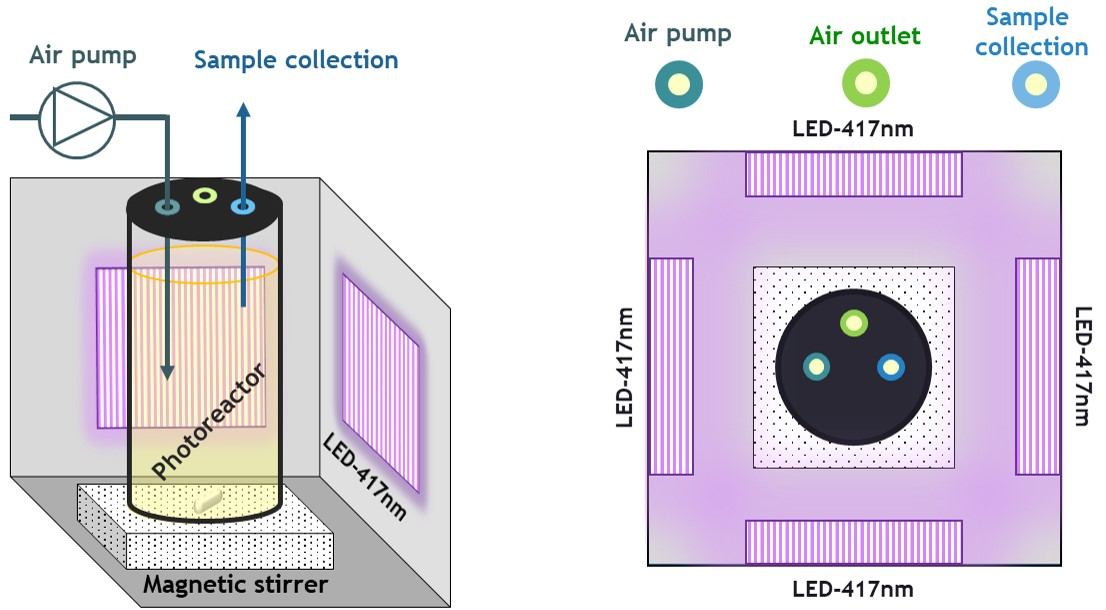 Air pump
Sample collection
Photoreactor
LED-417nm
Magnetic stirrer
Air pump
Air outlet
Sample
collection
LED-417nm
LED-417nm
LED-417nm
LED-417nm